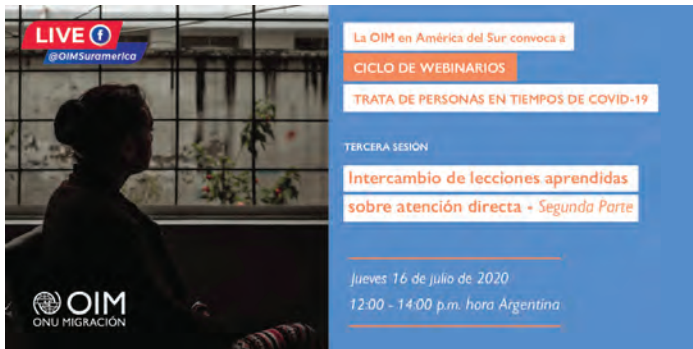 LIVE
@OIMSuramerica
La OIM en América del Sur convoca a
CICLO DE WEBINARIOS
TRATA DE PERSONAS EN TIEMPOS DE COVID-19
TERCERA SESIÓN
Intercambio de lecciones aprendidas
sobre atención directa - Segunda Parte
Jueves 16 de julio de 2020
12:00 - 14:00 p.m. hora Argentina
OIM
ONU MIGRACIÓN